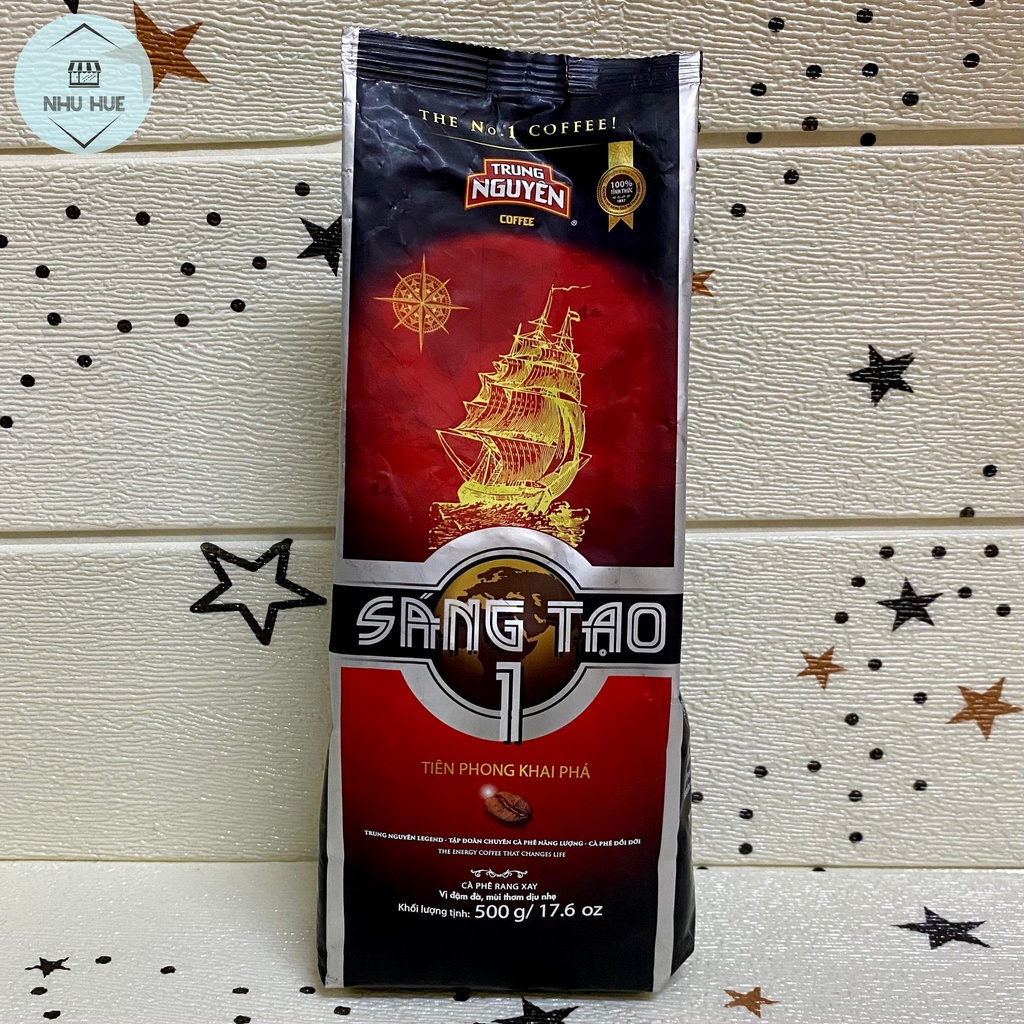 NHU HUE
THE No.1 COFFEE!
TRUNG
NGUYÊN
COFFEE
®
100%
TỈNH THỨC
SÁNG TẠO
1
TIÊN PHONG KHAI PHÁ
TRUNG NGUYÊN LEGEND - TẬP ĐOÀN CHUYÊN CÀ PHÊ NĂNG LƯỢNG - CÀ PHÊ ĐỔI ĐỜI
THE ENERGY COFFEE THAT CHANGES LIFE
CÀ PHÊ RANG XAY
Vị đậm đà, mùi thơm dịu nhẹ
Khối lượng tịnh: 500 g/ 17.6 oz